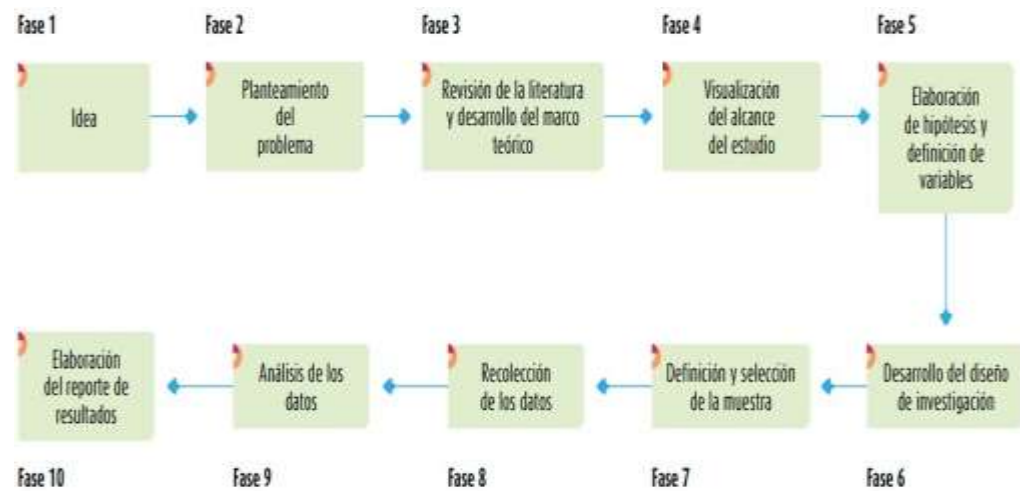 Fase 1
Fase 2
Fase 3
Fase 4
Fase 5
Idea
Planteamiento
del
problema
Revisión de la literatura
y desarrollo del marco
teórico
Visualización
del alcance
del estudio
Elaboración
de hipótesis y
definición de
variables
Desarrollo del diseño
de investigación
Definición y selección
de la muestra
Recolección
de los datos
Análisis de los
datos
Elaboración
del reporte de
resultados
Fase 10
Fase 9
Fase 8
Fase 7
Fase 6